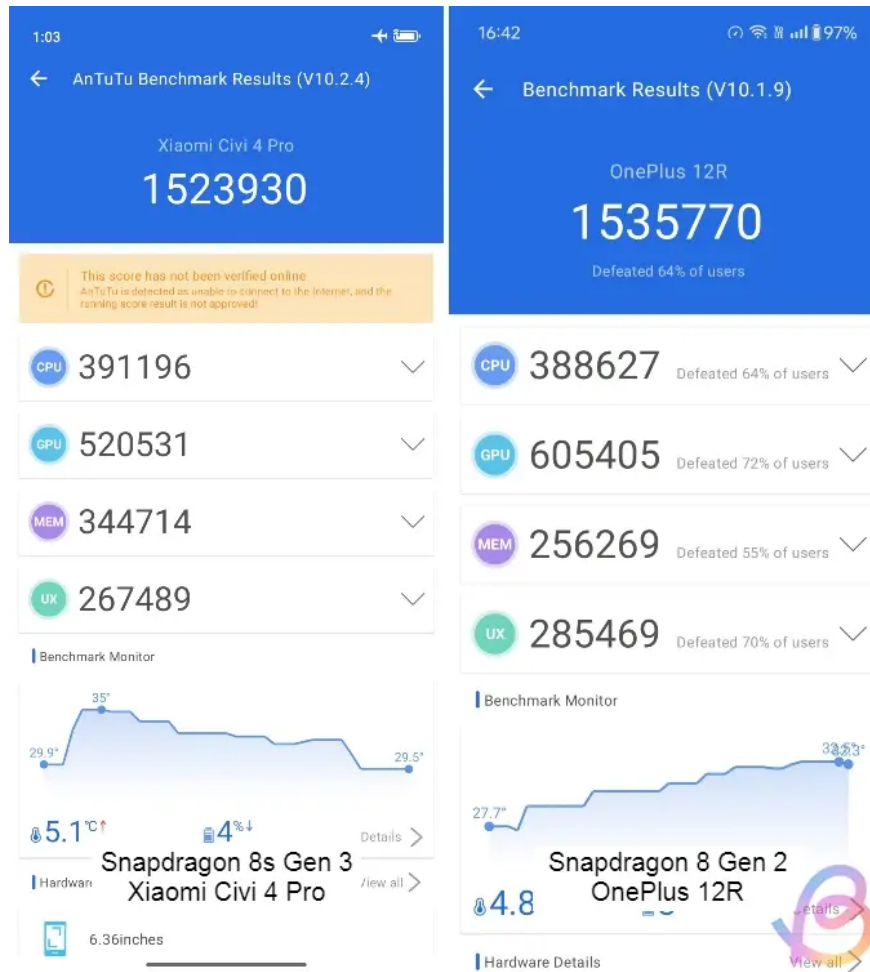 1:03
AnTuTu Benchmark Results (V10.2.4)
Xiaomi Civi 4 Pro
1523930
This score has not been verified online
AnTuTu is detected as unable to connect to the Internet, and the
running score result is not approved!
CPU 391196
GPU 520531
MEM 344714
UX 267489
Benchmark Monitor
35°
29.9°
29.5°
5.1°C↑
4%↓
Details
Snapdragon 8s Gen 3
Xiaomi Civi 4 Pro
View all
6.36inches
16:42
97%
Benchmark Results (V10.1.9)
OnePlus 12R
1535770
Defeated 64% of users
CPU 388627 Defeated 64% of users
GPU 605405 Defeated 72% of users
MEM 256269 Defeated 55% of users
UX 285469 Defeated 70% of users
Benchmark Monitor
27.7°
4.8
Snapdragon 8 Gen 2
OnePlus 12R
Details
Hardware Details
View all